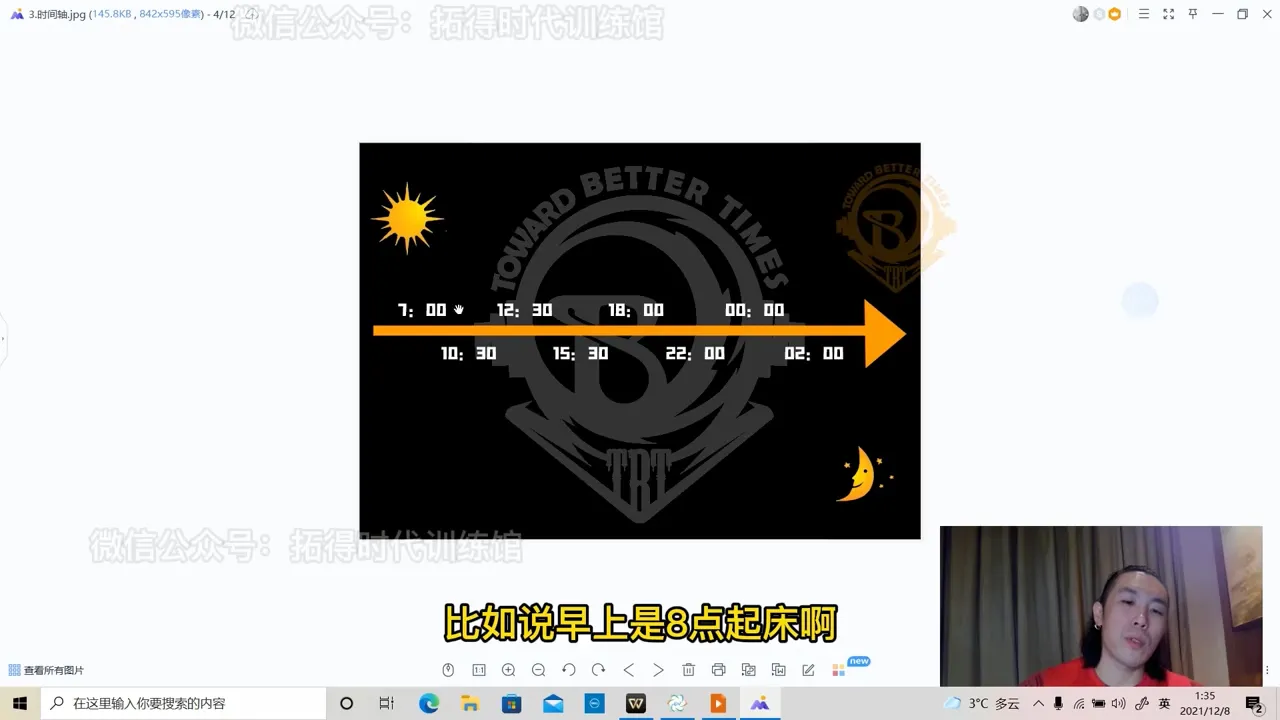 3.时间轴.jpg (145.8KB , 842x595像素) - 4/12
微信公众号：拓得时代训练馆
TOWARD BETTER TIMES
TOWARD BETTER TIMES
B
TBT
7：00 12：30 18：00 00：00
10：30 15：30 22：00 02：00
B
TBT
微信公众号：拓得时代训练馆
比如说早上是8点起床啊
查看所有图片
1:1
new
在这里输入你要搜索的内容
3°C 多云
英
1:35
2021/12/8
2